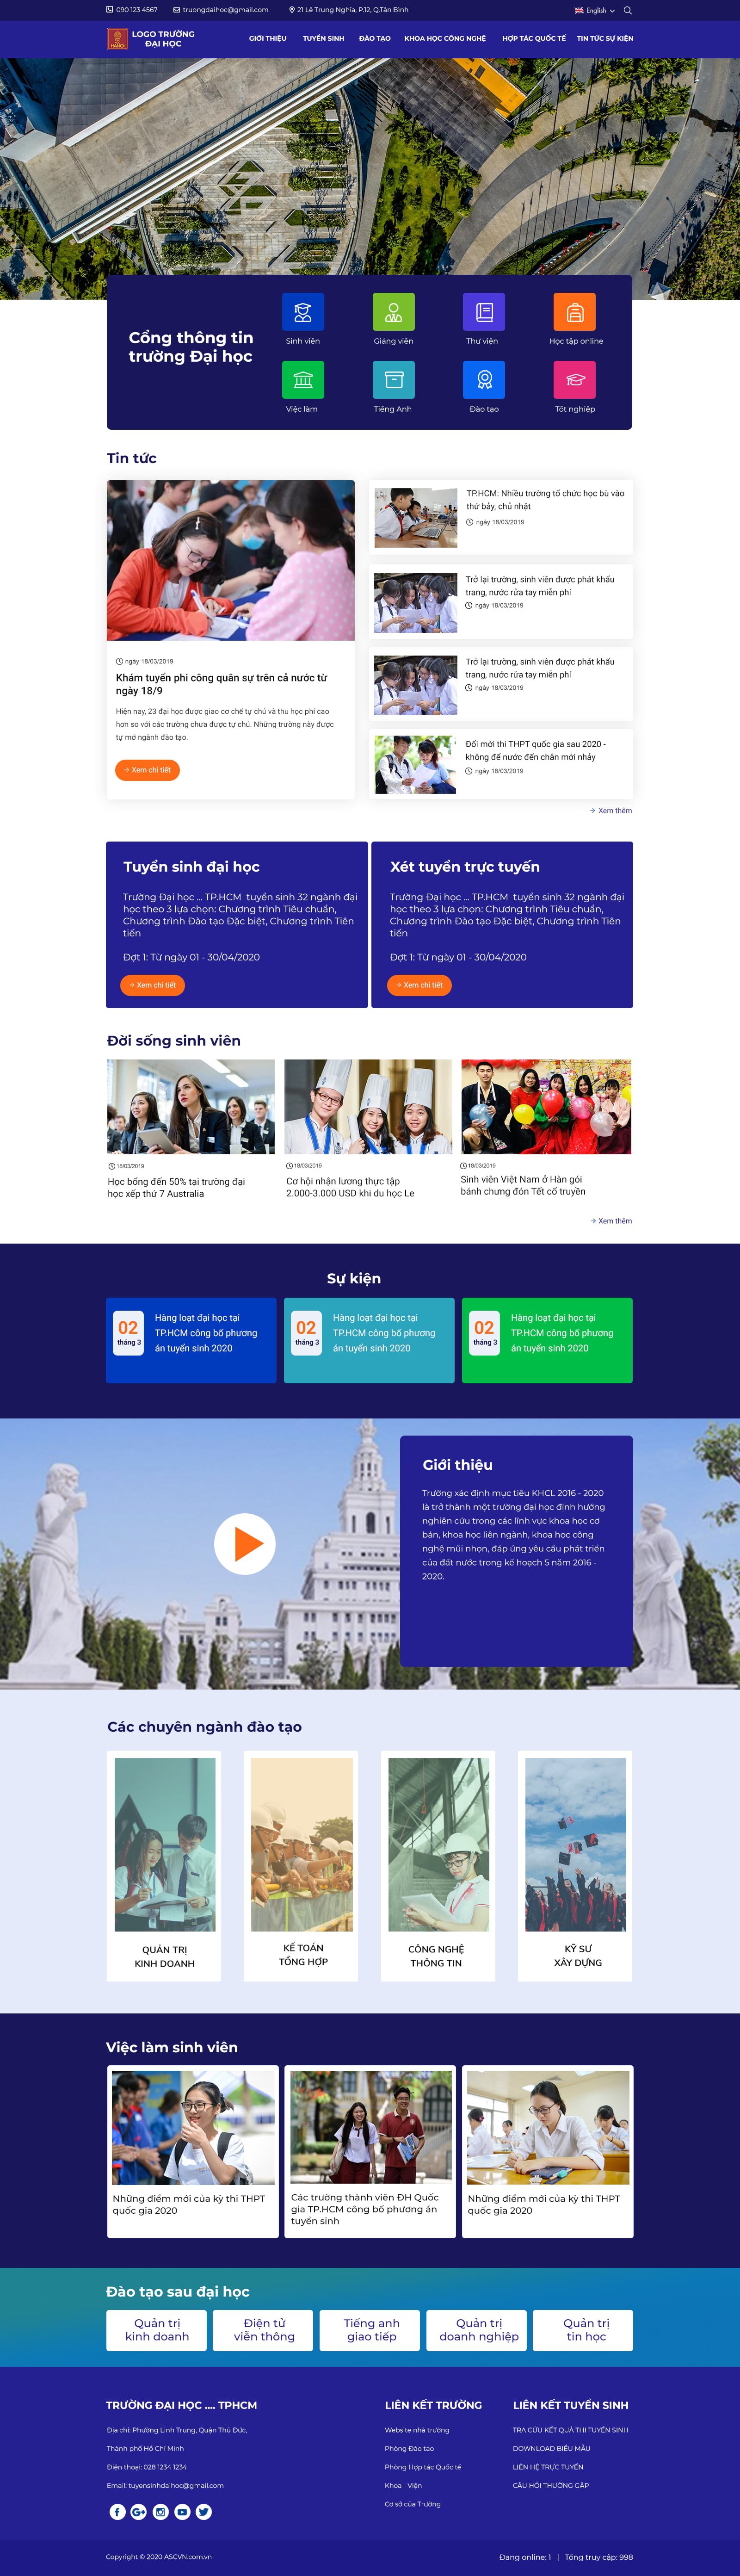 090 123 4567 truongdaihoc@gmail.com 21 Lê Trung Nghĩa, P.12, Q.Tân Bình English
LOGO TRƯỜNG
ĐẠI HỌC
GIỚI THIỆU TUYỂN SINH ĐÀO TẠO KHOA HỌC CÔNG NGHỆ HỢP TÁC QUỐC TẾ TIN TỨC SỰ KIỆN
Cổng thông tin
trường Đại học
Sinh viên Giảng viên Thư viện Học tập online
Việc làm Tiếng Anh Đào tạo Tốt nghiệp
Tin tức
ngày 18/03/2019
Khám tuyển phi công quân sự trên cả nước từ
ngày 18/9
Hiện nay, 23 đại học được giao cơ chế tự chủ và thu học phí cao
hơn so với các trường chưa được tự chủ. Những trường này được
tự mở ngành đào tạo.
Xem chi tiết
TP.HCM: Nhiều trường tổ chức học bù vào
thứ bảy, chủ nhật
ngày 18/03/2019
Trở lại trường, sinh viên được phát khẩu
trang, nước rửa tay miễn phí
ngày 18/03/2019
Trở lại trường, sinh viên được phát khẩu
trang, nước rửa tay miễn phí
ngày 18/03/2019
Đổi mới thi THPT quốc gia sau 2020 -
không để nước đến chân mới nhảy
ngày 18/03/2019
Xem thêm
Tuyển sinh đại học
Trường Đại học ... TP.HCM tuyển sinh 32 ngành đại
học theo 3 lựa chọn: Chương trình Tiêu chuẩn,
Chương trình Đào tạo Đặc biệt, Chương trình Tiên
tiến
Đợt 1: Từ ngày 01 - 30/04/2020
Xem chi tiết
Xét tuyển trực tuyến
Trường Đại học ... TP.HCM tuyển sinh 32 ngành đại
học theo 3 lựa chọn: Chương trình Tiêu chuẩn,
Chương trình Đào tạo Đặc biệt, Chương trình Tiên
tiến
Đợt 1: Từ ngày 01 - 30/04/2020
Xem chi tiết
Đời sống sinh viên
18/03/2019
Học bổng đến 50% tại trường đại
học xếp thứ 7 Australia
18/03/2019
Cơ hội nhận lương thực tập
2.000-3.000 USD khi du học Le
18/03/2019
Sinh viên Việt Nam ở Hàn gói
bánh chưng đón Tết cổ truyền
Xem thêm
Sự kiện
02
tháng 3
Hàng loạt đại học tại
TP.HCM công bố phương
án tuyển sinh 2020
02
tháng 3
Hàng loạt đại học tại
TP.HCM công bố phương
án tuyển sinh 2020
02
tháng 3
Hàng loạt đại học tại
TP.HCM công bố phương
án tuyển sinh 2020
Giới thiệu
Trường xác định mục tiêu KHCL 2016 - 2020
là trở thành một trường đại học định hướng
nghiên cứu trong các lĩnh vực khoa học cơ
bản, khoa học liên ngành, khoa học công
nghệ mũi nhọn, đáp ứng yêu cầu phát triển
của đất nước trong kế hoạch 5 năm 2016 -
2020.
Các chuyên ngành đào tạo
QUẢN TRỊ
KINH DOANH
KẾ TOÁN
TỔNG HỢP
CÔNG NGHỆ
THÔNG TIN
KỸ SƯ
XÂY DỰNG
Việc làm sinh viên
Những điểm mới của kỳ thi THPT
quốc gia 2020
Các trường thành viên ĐH Quốc
gia TP.HCM công bố phương án
tuyển sinh
Những điểm mới của kỳ thi THPT
quốc gia 2020
Đào tạo sau đại học
Quản trị
kinh doanh
Điện tử
viễn thông
Tiếng anh
giao tiếp
Quản trị
doanh nghiệp
Quản trị
tin học
TRƯỜNG ĐẠI HỌC .... TPHCM
Địa chỉ: Phường Linh Trung, Quận Thủ Đức,
Thành phố Hồ Chí Minh
Điện thoại: 028 1234 1234
Email: tuyensinhdaihoc@gmail.com
LIÊN KẾT TRƯỜNG
Website nhà trường
Phòng Đào tạo
Phòng Hợp tác Quốc tế
Khoa - Viện
Cơ sở của Trường
LIÊN KẾT TUYỂN SINH
TRA CỨU KẾT QUẢ THI TUYỂN SINH
DOWNLOAD BIỂU MẪU
LIÊN HỆ TRỰC TUYẾN
CÂU HỎI THƯỜNG GẶP
Copyright © 2020 ASCVN.com.vn
Đang online: 1 | Tổng truy cập: 998